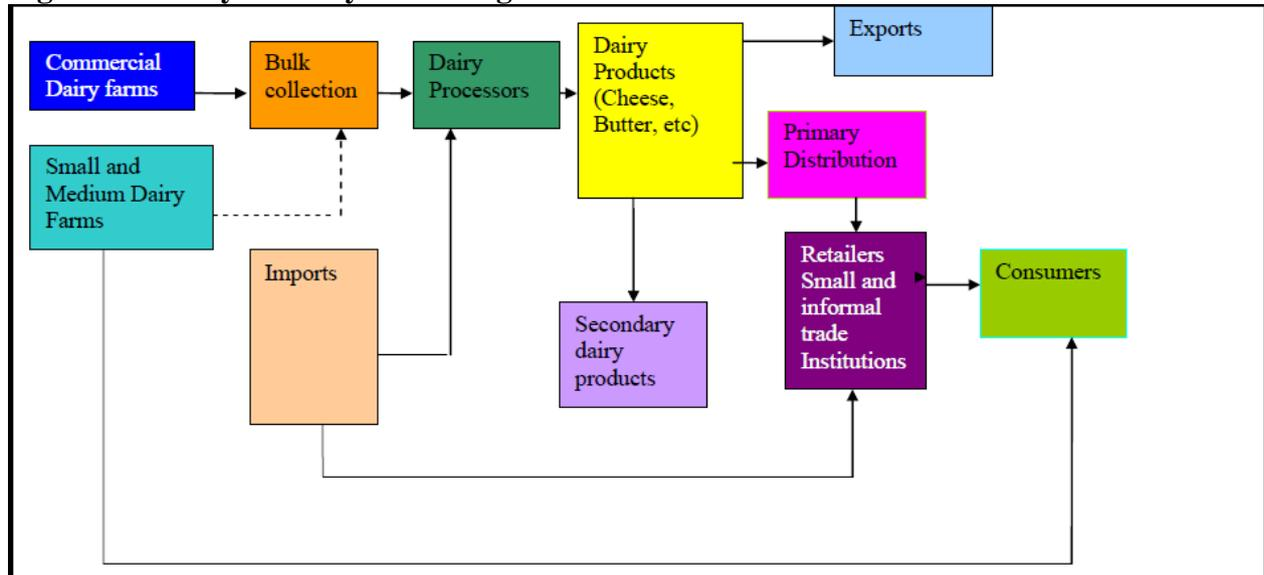 Commercial
Dairy farms
Bulk
collection
Dairy
Processors
Dairy
Products
(Cheese,
Butter, etc)
Exports
Primary
Distribution
Small and
Medium Dairy
Farms
Imports
Retailers
Small and
informal
trade
Institutions
Consumers
Secondary
dairy
products